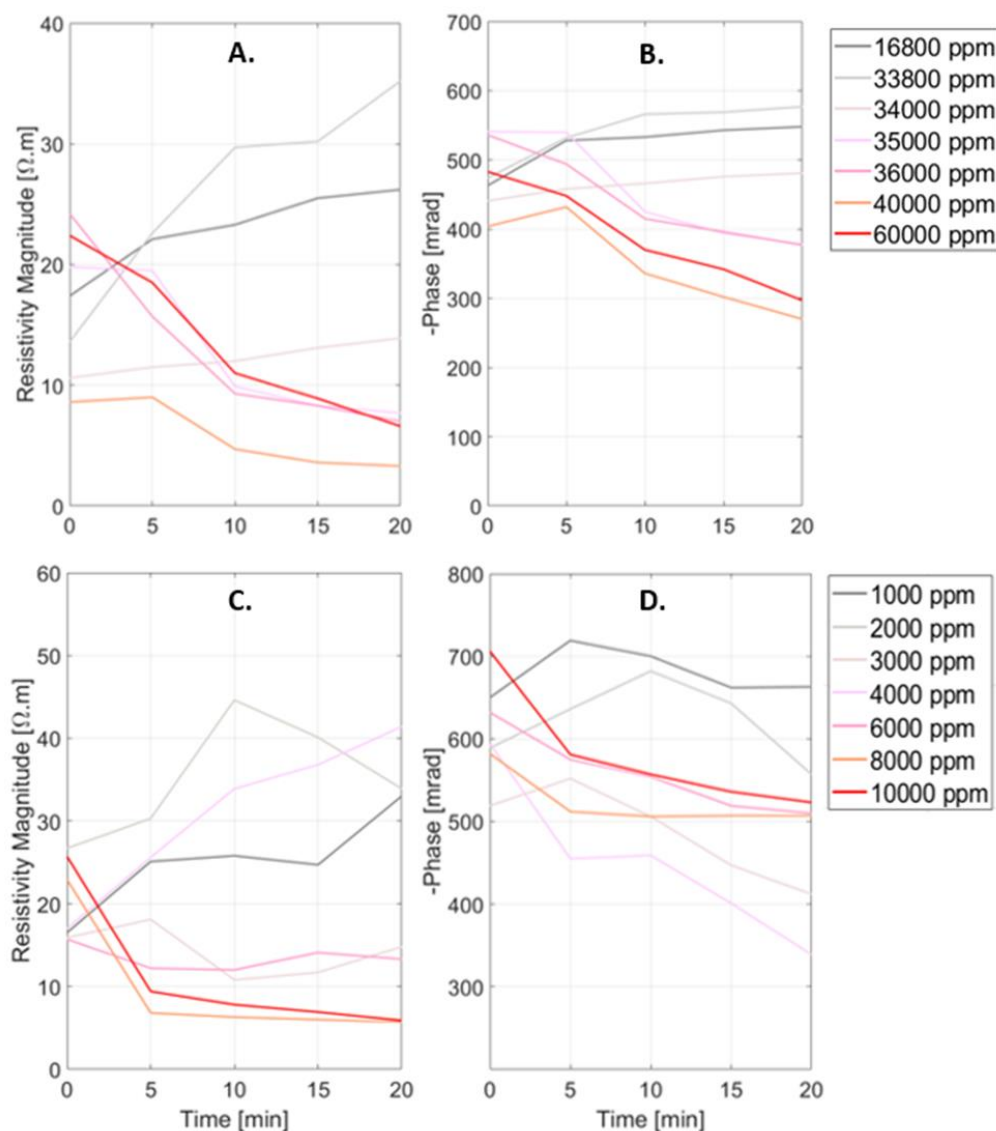 A.
Resistivity Magnitude [Ω.m]
40
30
20
10
0
0 5 10 15 20
B.
-Phase [mrad]
700
600
500
400
300
200
100
0
0 5 10 15 20
16800 ppm
33800 ppm
34000 ppm
35000 ppm
36000 ppm
40000 ppm
60000 ppm
C.
Resistivity Magnitude [Ω.m]
60
50
40
30
20
10
0
0 5 10 15 20
Time [min]
D.
-Phase [mrad]
800
700
600
500
400
300
0 5 10 15 20
Time [min]
1000 ppm
2000 ppm
3000 ppm
4000 ppm
6000 ppm
8000 ppm
10000 ppm